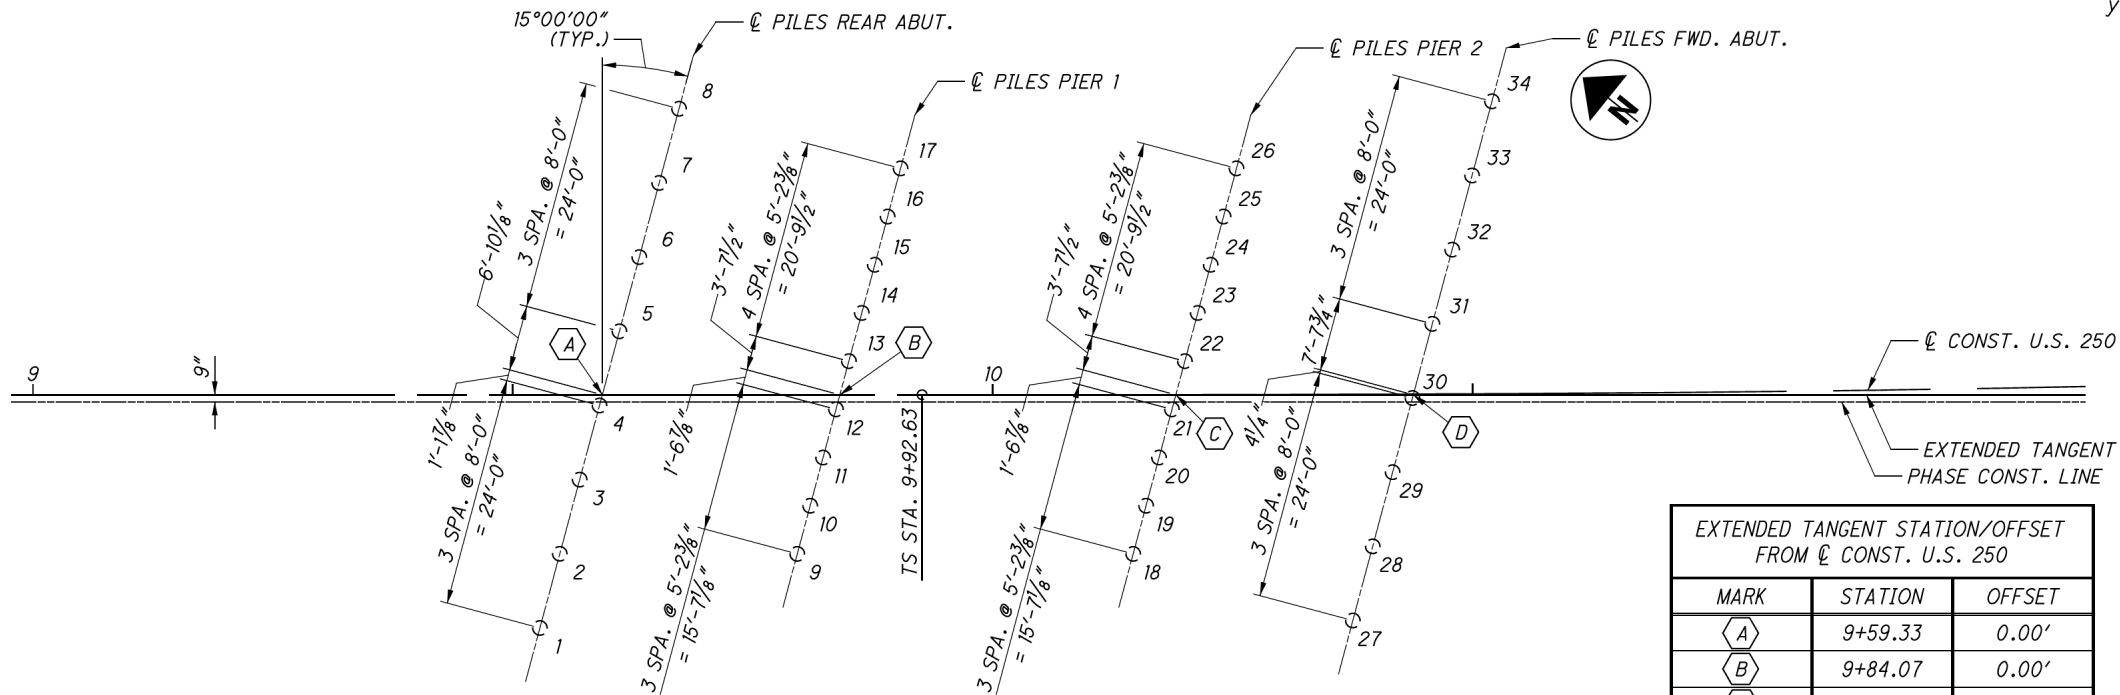 y
15°00'00"
(TYP.)
℄ PILES REAR ABUT.
℄ PILES PIER 1
℄ PILES PIER 2
℄ PILES FWD. ABUT.
N
8
7
6
5
4
3
2
1
3 SPA. @ 8'-0"
= 24'-0"
6'-10⅛"
1'-1⅞"
3 SPA. @ 8'-0"
= 24'-0"
A
9
9"
17
16
15
14
13
12
11
10
9
4 SPA. @ 5'-2⅜"
= 20'-9½"
3'-7½"
1'-6⅞"
3 SPA. @ 5'-2⅜"
= 15'-7⅛"
B
TS STA. 9+92.63
10
26
25
24
23
22
21
20
19
18
4 SPA. @ 5'-2⅜"
= 20'-9½"
3'-7½"
1'-6⅞"
3 SPA. @ 5'-2⅜"
= 15'-7⅛"
C
34
33
32
31
30
29
28
27
3 SPA. @ 8'-0"
= 24'-0"
7'-7¾"
4¼"
3 SPA. @ 8'-0"
= 24'-0"
D
℄ CONST. U.S. 250
EXTENDED TANGENT
PHASE CONST. LINE
EXTENDED TANGENT STATION/OFFSET
FROM ℄ CONST. U.S. 250
MARK STATION OFFSET
A 9+59.33 0.00'
B 9+84.07 0.00'